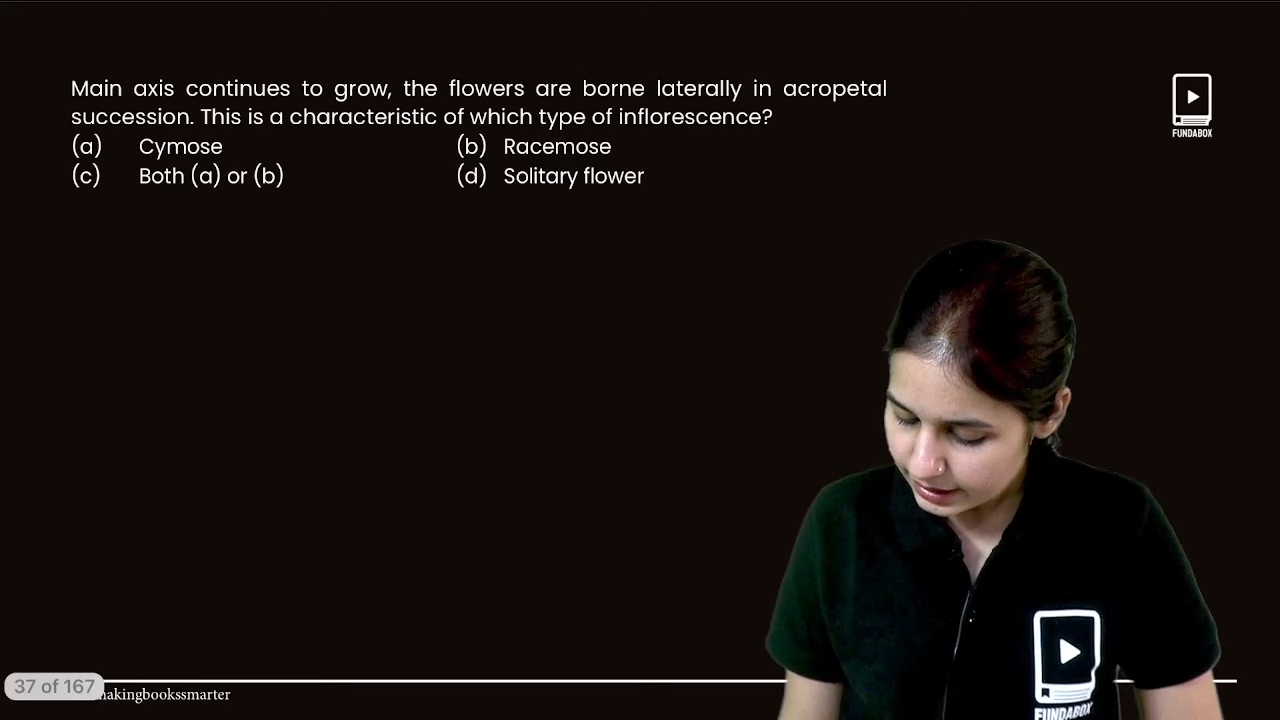 Main axis continues to grow, the flowers are borne laterally in acropetal
succession. This is a characteristic of which type of inflorescence?
(a) Cymose (b) Racemose
(c) Both (a) or (b) (d) Solitary flower
FUNDABOX
FUNDABOX
37 of 167
akingbookssmarter